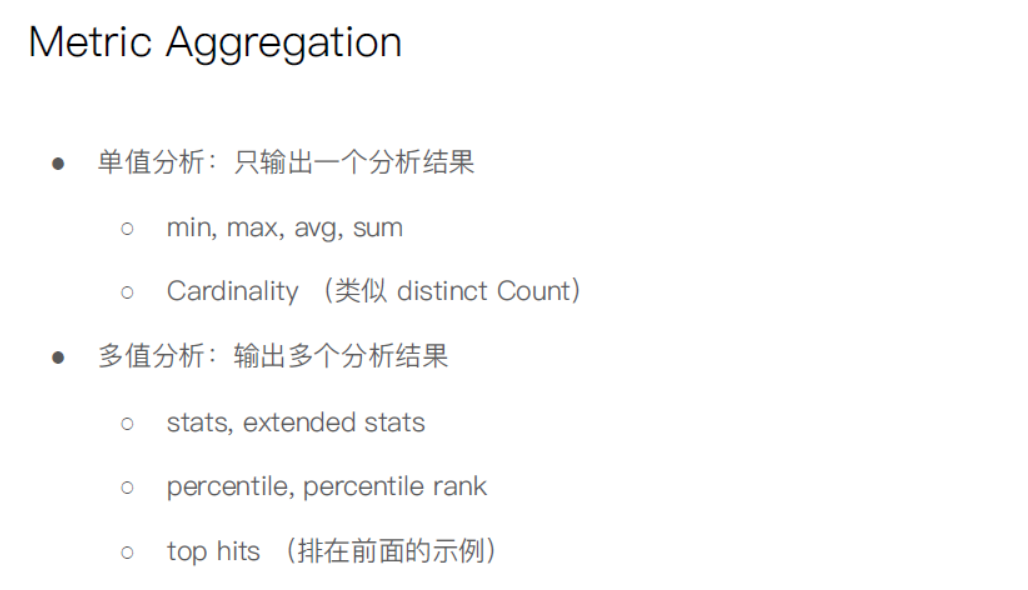 Metric Aggregation
● 单值分析：只输出一个分析结果
○ min, max, avg, sum
○ Cardinality （类似 distinct Count）
● 多值分析：输出多个分析结果
○ stats, extended stats
○ percentile, percentile rank
○ top hits （排在前面的示例）